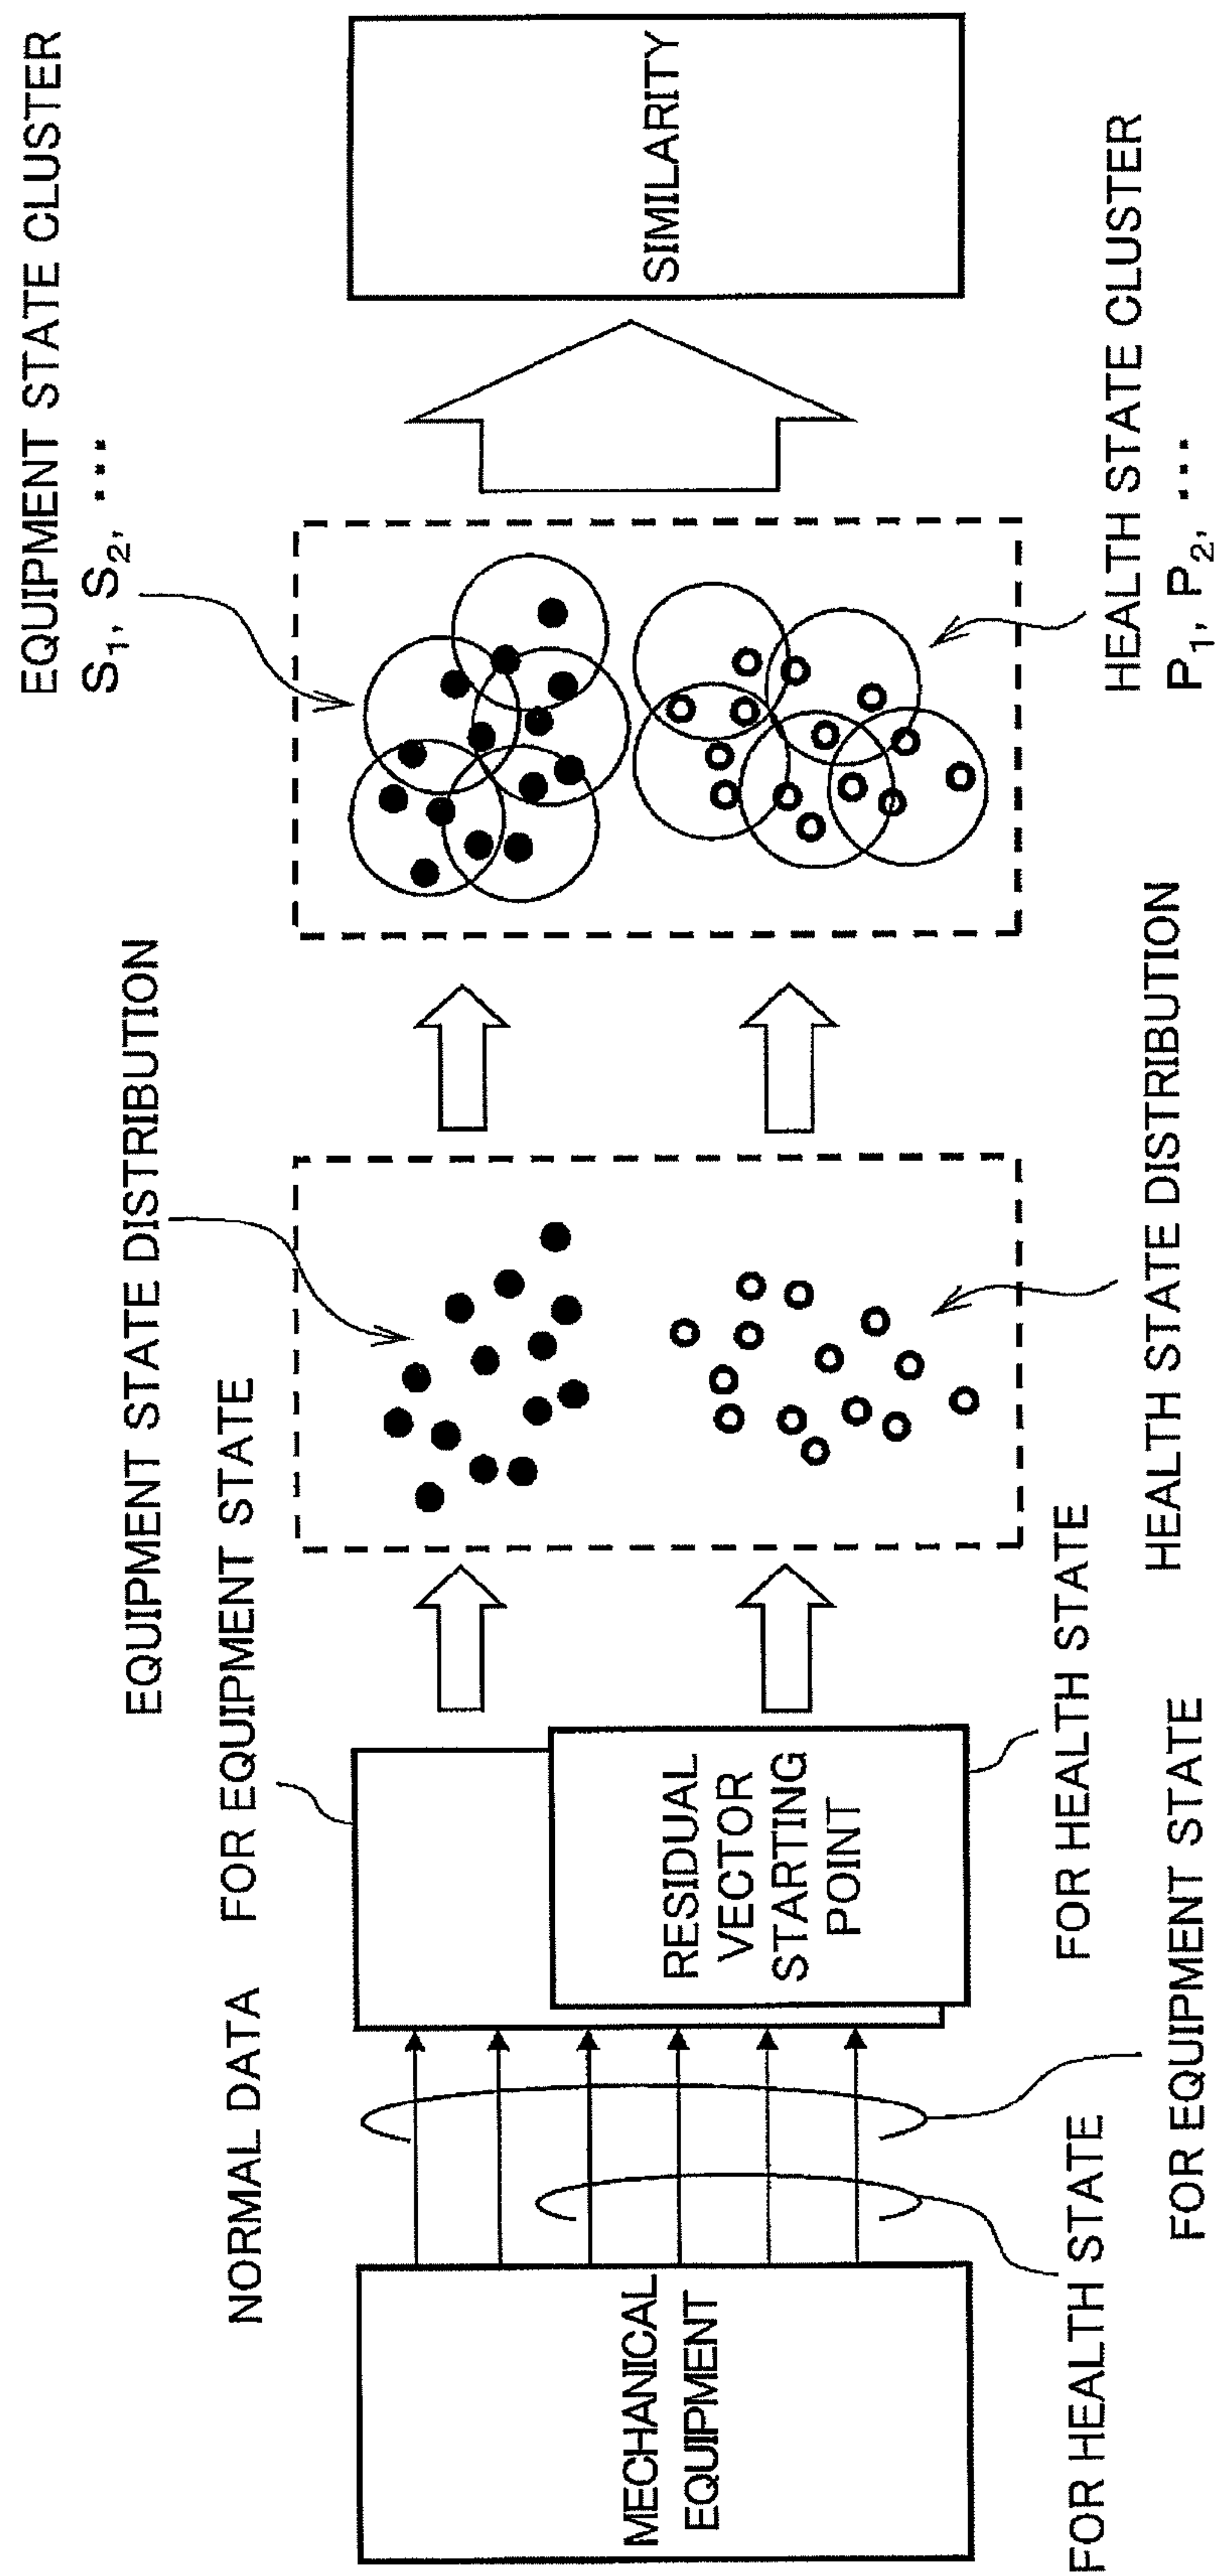 MECHANICAL
EQUIPMENT
NORMAL DATA
FOR EQUIPMENT STATE
RESIDUAL
VECTOR
STARTING
POINT
FOR HEALTH STATE
FOR EQUIPMENT STATE
FOR HEALTH STATE
EQUIPMENT STATE DISTRIBUTION
HEALTH STATE DISTRIBUTION
EQUIPMENT STATE CLUSTER
S₁, S₂, ...
HEALTH STATE CLUSTER
P₁, P₂, ...
SIMILARITY